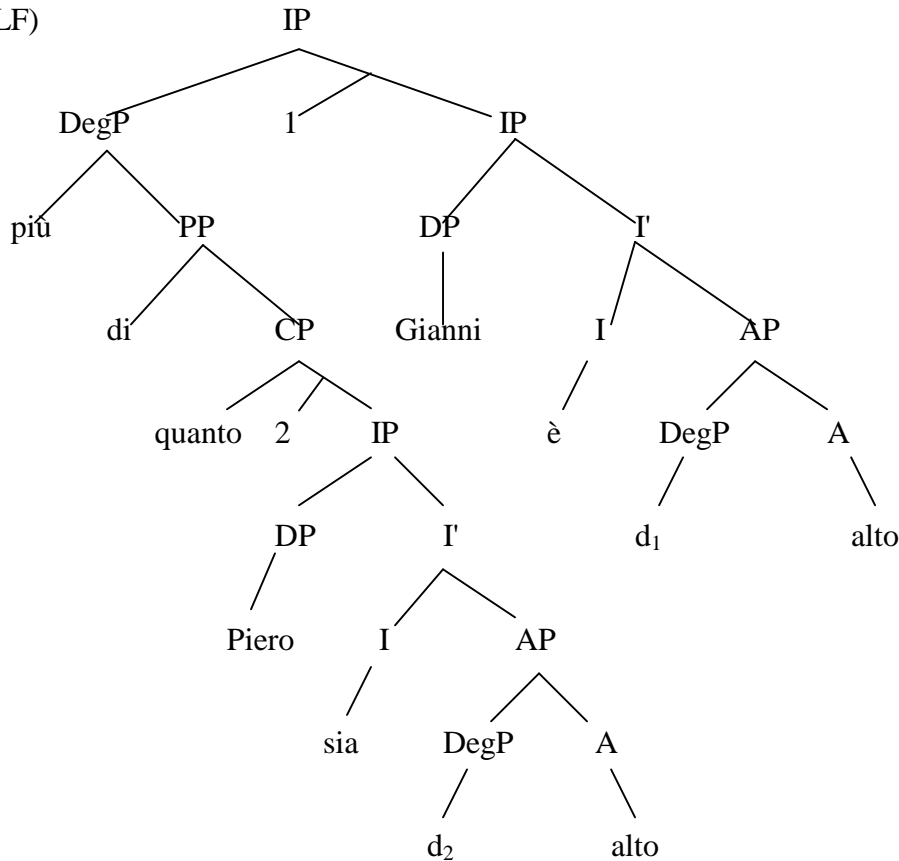 LF) IP
DegP 1 IP
più PP DP I'
di CP Gianni I AP
quanto 2 IP è DegP A
DP I' d₁ alto
Piero I AP
sia DegP A
d₂ alto